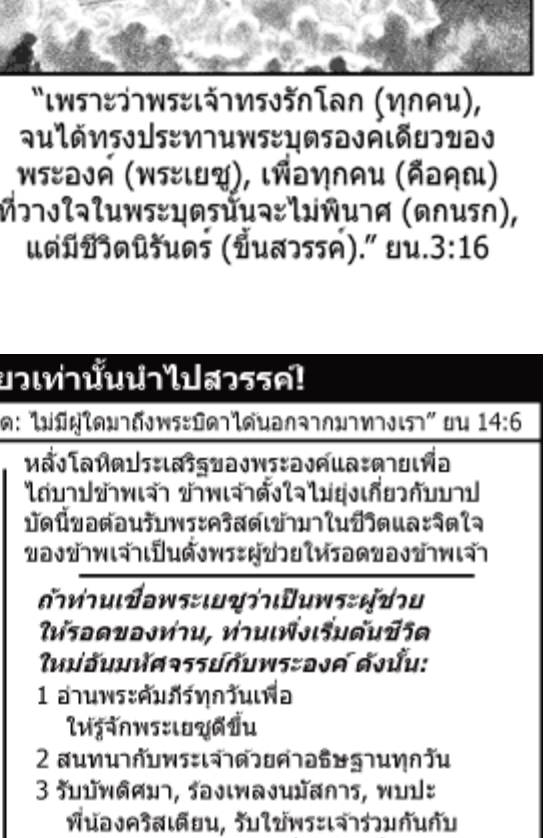 “เพราะว่าพระเจ้าทรงรักโลก (ทุกคน),
จนได้ทรงประทานพระบุตรองค์เดียวของ
พระองค์ (พระเยซู), เพื่อทุกคน (คือคุณ)
ที่วางใจในพระบุตรนั้นจะไม่พินาศ (ตกนรก),
แต่มีชีวิตนิรันดร์ (ขึ้นสวรรค์).” ยน.3:16
ยวเท่านั้นนำไปสวรรค์!
ต: ไม่มีผู้ใดมาถึงพระบิดาได้นอกจากมาทางเรา” ยน 14:6
หลั่งโลหิตประเสริฐของพระองค์และตายเพื่อ
ไถ่บาปข้าพเจ้า ข้าพเจ้าตั้งใจไม่ยุ่งเกี่ยวกับบาป
บัดนี้ขอต้อนรับพระคริสต์เข้ามาในชีวิตและจิตใจ
ของข้าพเจ้าเป็นดั่งพระผู้ช่วยให้รอดของข้าพเจ้า
ถ้าท่านเชื่อพระเยซูว่าเป็นพระผู้ช่วย
ให้รอดของท่าน, ท่านเพิ่งเริ่มต้นชีวิต
ใหม่อันมหัศจรรย์กับพระองค์ ดังนั้น:
1 อ่านพระคัมภีร์ทุกวันเพื่อ
ให้รู้จักพระเยซูดีขึ้น
2 สนทนากับพระเจ้าด้วยคำอธิษฐานทุกวัน
3 รับบัพติศมา, ร้องเพลงนมัสการ, พบปะ
พี่น้องคริสเตียน, รับใช้พระเจ้าร่วมกันกับ